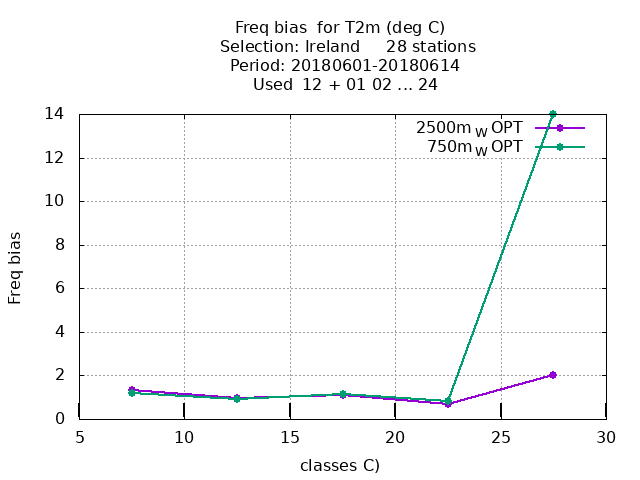 Freq bias  for T2m (deg C)
Selection: Ireland     28 stations
Period: 20180601-20180614
Used  12 + 01 02 ... 24
14
12
10
8
6
4
2
0
Freq bias
2500m W OPT
750m W OPT
5 10 15 20 25 30
classes C)